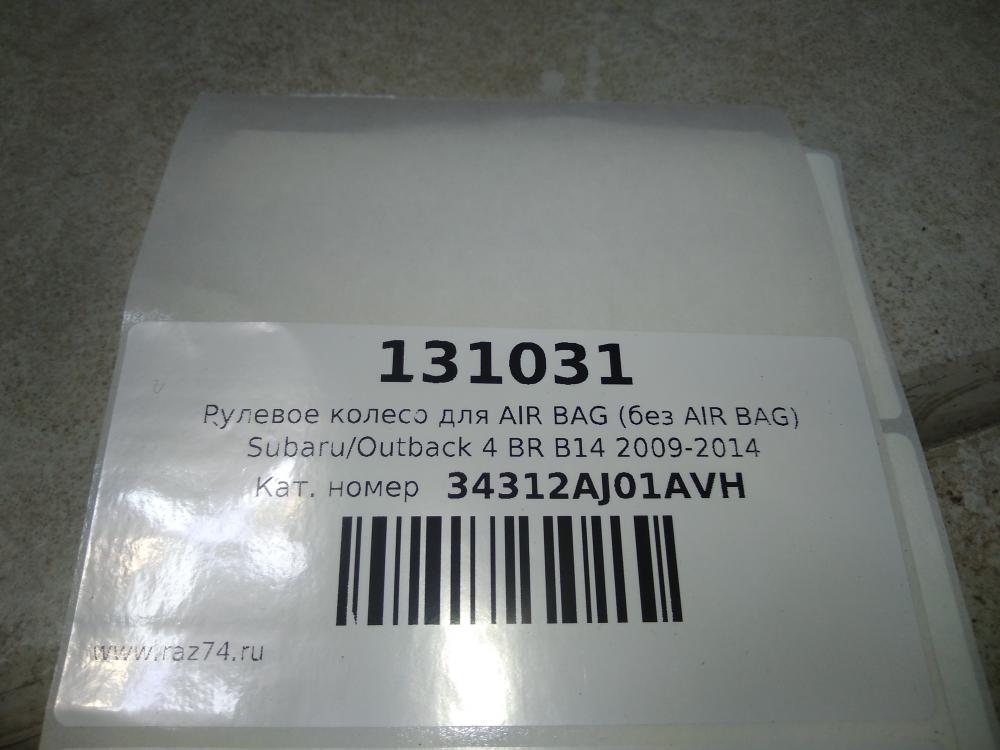 131031
Рулевое колесо для AIR BAG (без AIR BAG)
Subaru/Outback 4 BR B14 2009-2014
Кат. номер 34312AJ01AVH
www.raz74.ru